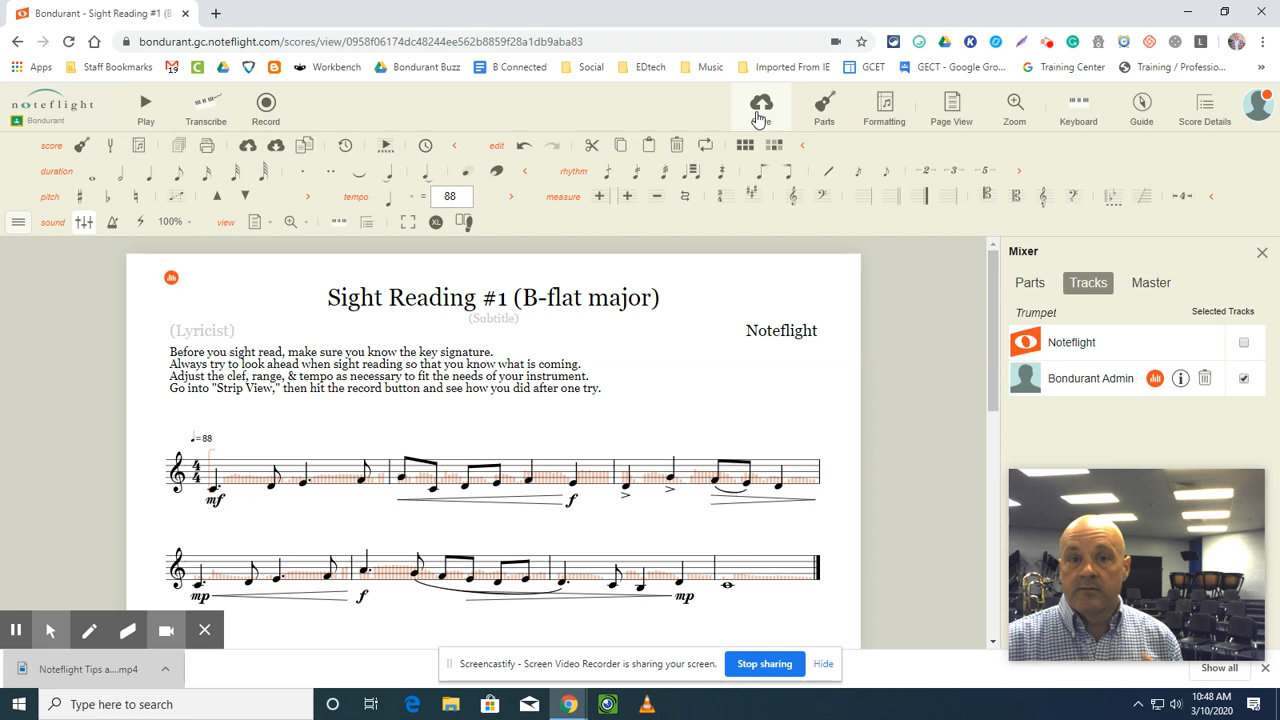 Bondurant - Sight Reading #1 (B
bondurant.gc.noteflight.com/scores/view/0958f06174dc48244ee562b8859f28a1db9aba83
Apps Staff Bookmarks 19 Workbench Bondurant Buzz B Connected Social EDtech Music Imported From IE GCET GECT - Google Gro... Training Center Training / Professio... »
noteflight
Bondurant
Play Transcribe Record Parts Formatting Page View Zoom Keyboard Guide Score Details
score edit
duration rhythm -2- -3- -5-
pitch tempo = 88 measure -4-
sound 100% view XL
Mixer
Parts Tracks Master
Trumpet Selected Tracks
Noteflight
Bondurant Admin
Sight Reading #1 (B-flat major)
(Subtitle)
(Lyricist) Noteflight
Before you sight read, make sure you know the key signature.
Always try to look ahead when sight reading so that you know what is coming.
Adjust the clef, range, & tempo as necessary to fit the needs of your instrument.
Go into "Strip View," then hit the record button and see how you did after one try.
♩=88
4
4
mf f
mp f mp
Noteflight Tips a....mp4
Screencastify - Screen Video Recorder is sharing your screen. Stop sharing Hide
Show all
Type here to search
10:48 AM
3/10/2020